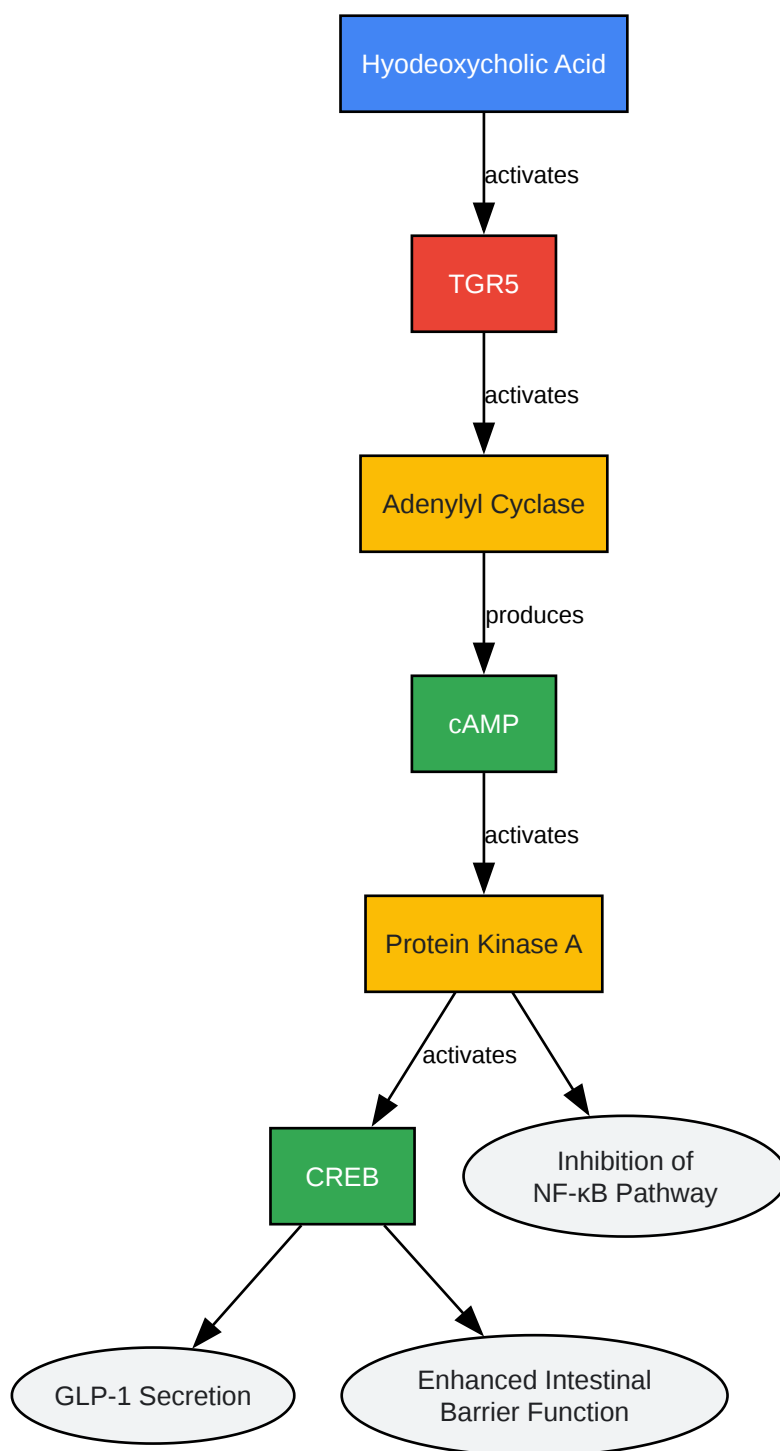 Hyodeoxycholic Acid
activates
TGR5
activates
Adenylyl Cyclase
produces
cAMP
activates
Protein Kinase A
activates
CREB
Inhibition of
NF-κB Pathway
GLP-1 Secretion
Enhanced Intestinal
Barrier Function